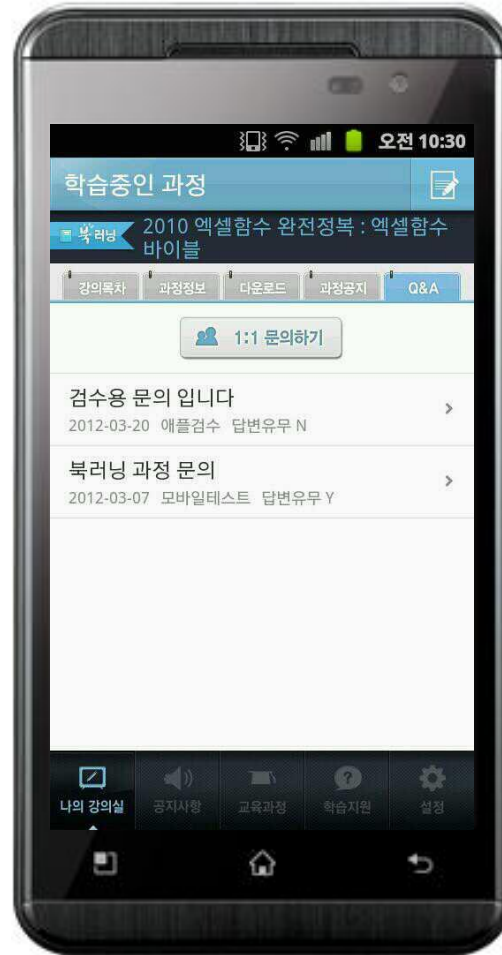 오전 10:30
학습중인 과정
북러닝
2010 엑셀함수 완전정복 : 엑셀함수
바이블
강의목차 과정정보 다운로드 과정공지 Q&A
1:1 문의하기
검수용 문의 입니다
2012-03-20 애플검수 답변유무 N
북러닝 과정 문의
2012-03-07 모바일테스트 답변유무 Y
나의 강의실 공지사항 교육과정 학습지원 설정